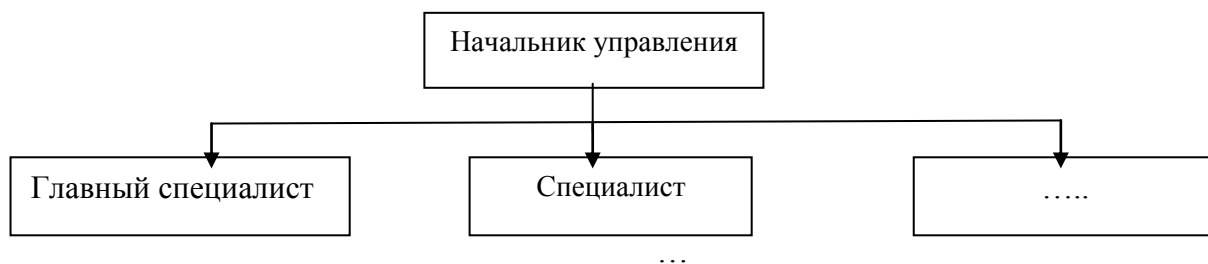 Начальник управления
Главный специалист
Специалист
…..
…